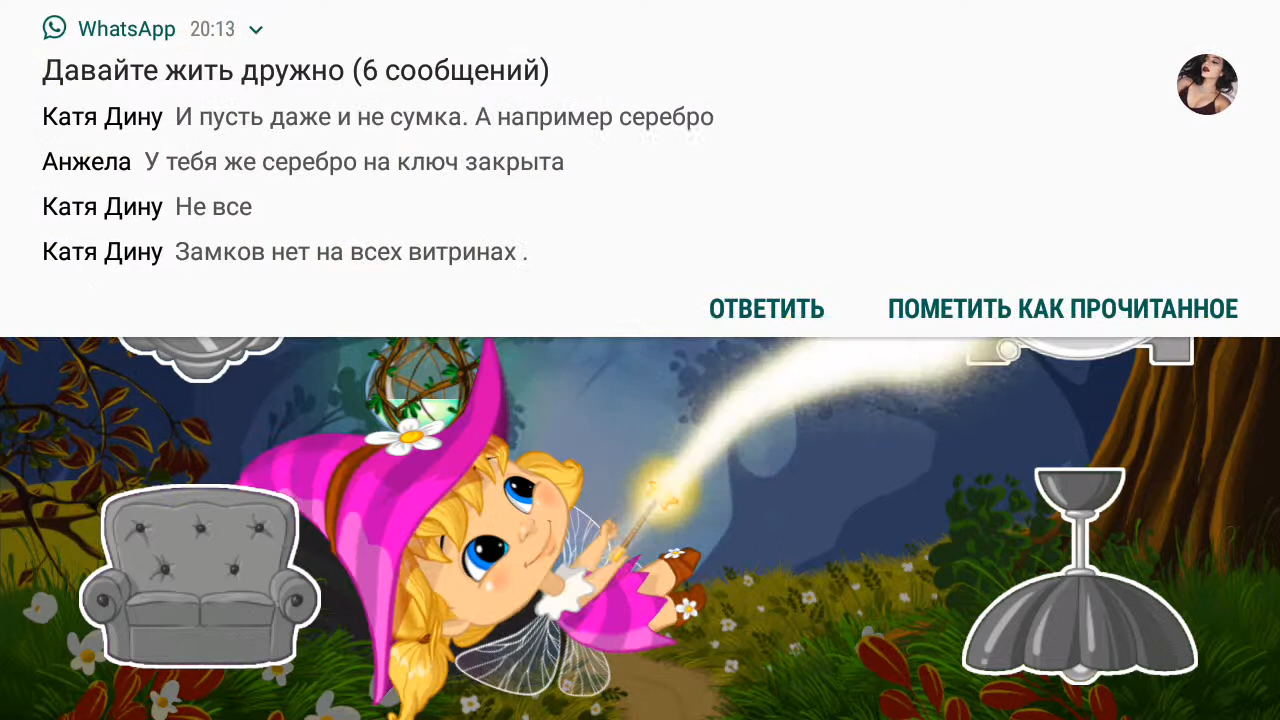 WhatsApp 20:13
Давайте жить дружно (6 сообщений)
Катя Дину И пусть даже и не сумка. А например серебро
Анжела У тебя же серебро на ключ закрыта
Катя Дину Не все
Катя Дину Замков нет на всех витринах .
ОТВЕТИТЬ ПОМЕТИТЬ КАК ПРОЧИТАННОЕ